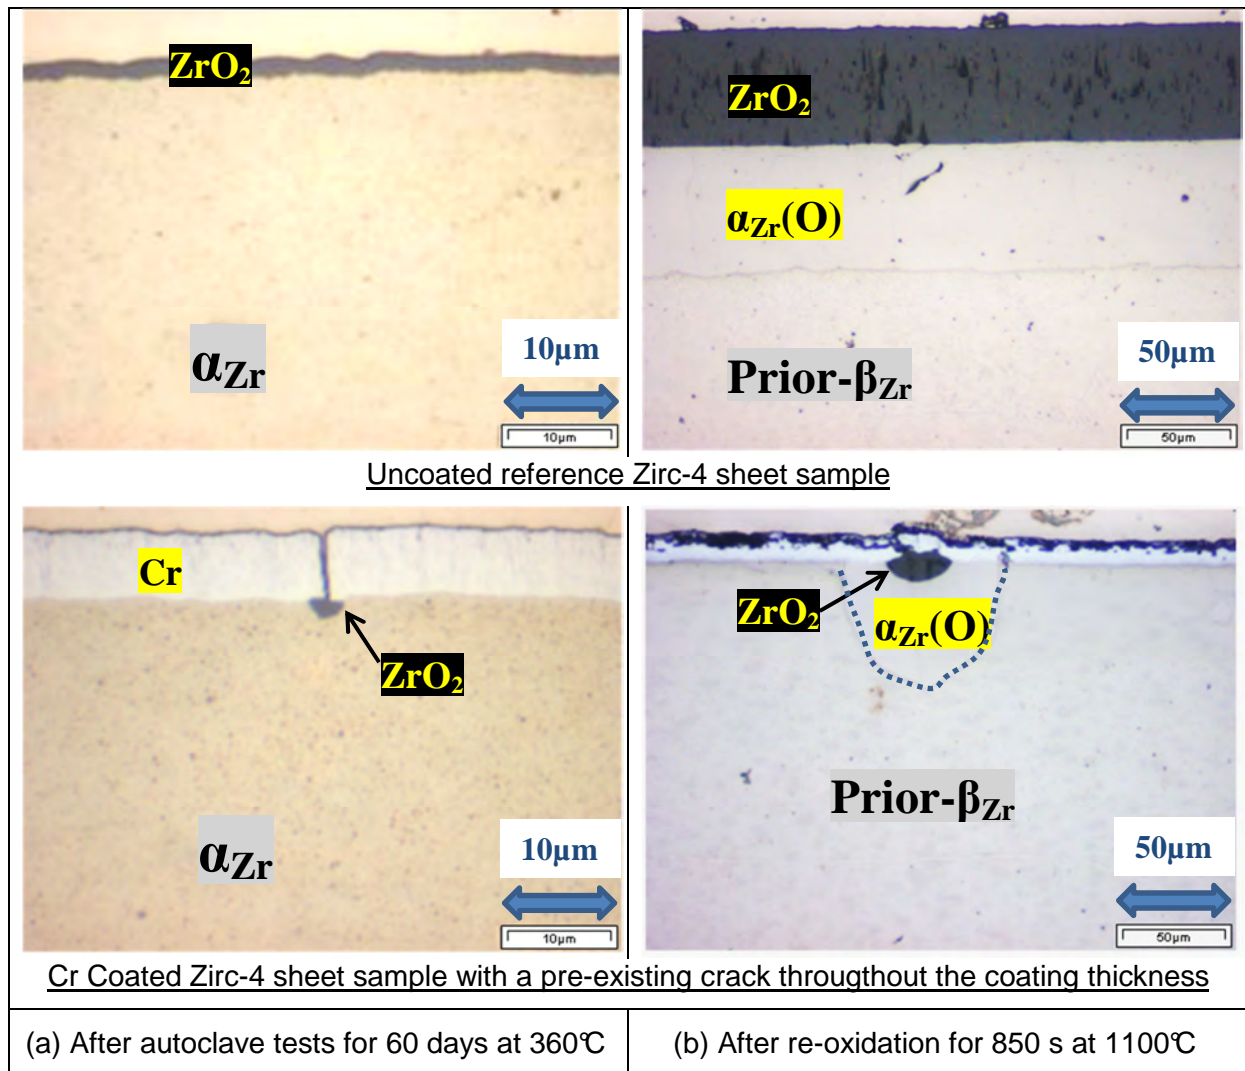 ZrO₂
αZr
10µm
10µm
ZrO₂
αZr(O)
Prior-βZr
50µm
50µm
Uncoated reference Zirc-4 sheet sample
Cr
ZrO₂
αZr
10µm
10µm
ZrO₂
αZr(O)
Prior-βZr
50µm
50µm
Cr Coated Zirc-4 sheet sample with a pre-existing crack througthout the coating thickness
(a) After autoclave tests for 60 days at 360℃
(b) After re-oxidation for 850 s at 1100℃